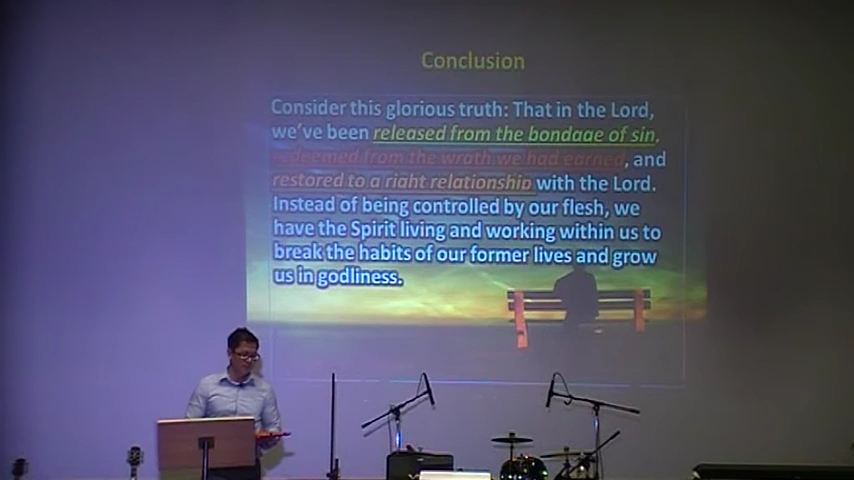 Conclusion
Consider this glorious truth: That in the Lord,
we've been released from the bondage of sin,
redeemed from the wrath we had earned, and
restored to a right relationship with the Lord.
Instead of being controlled by our flesh, we
have the Spirit living and working within us to
break the habits of our former lives and grow
us in godliness.